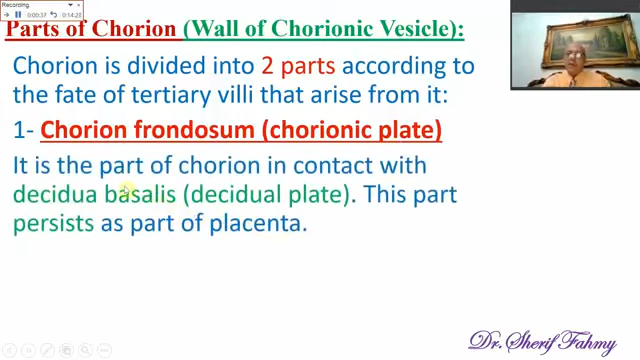 Recording
0:00:37
0:14:28
Parts of Chorion (Wall of Chorionic Vesicle):
Chorion is divided into 2 parts according to
the fate of tertiary villi that arise from it:
1- Chorion frondosum (chorionic plate)
It is the part of chorion in contact with
decidua basalis (decidual plate). This part
persists as part of placenta.
Dr. Sherif Fahmy